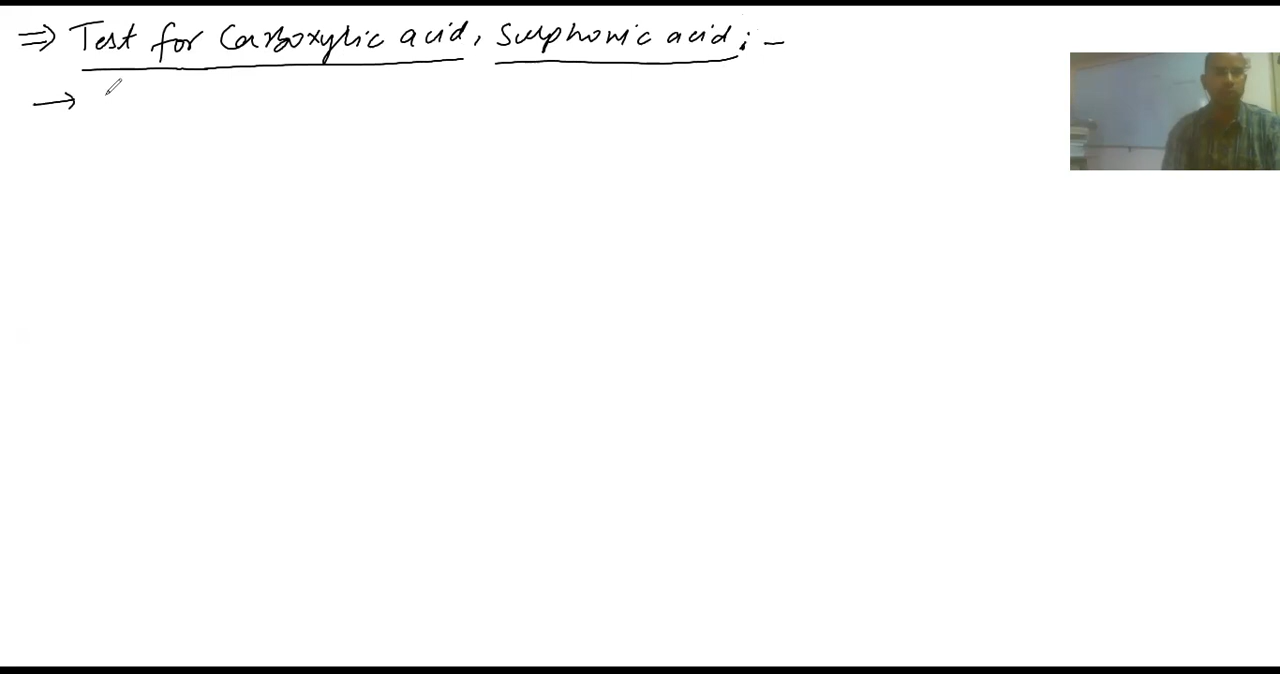 ⇒ Test for Carboxylic acid, Sulphonic acid : -
→